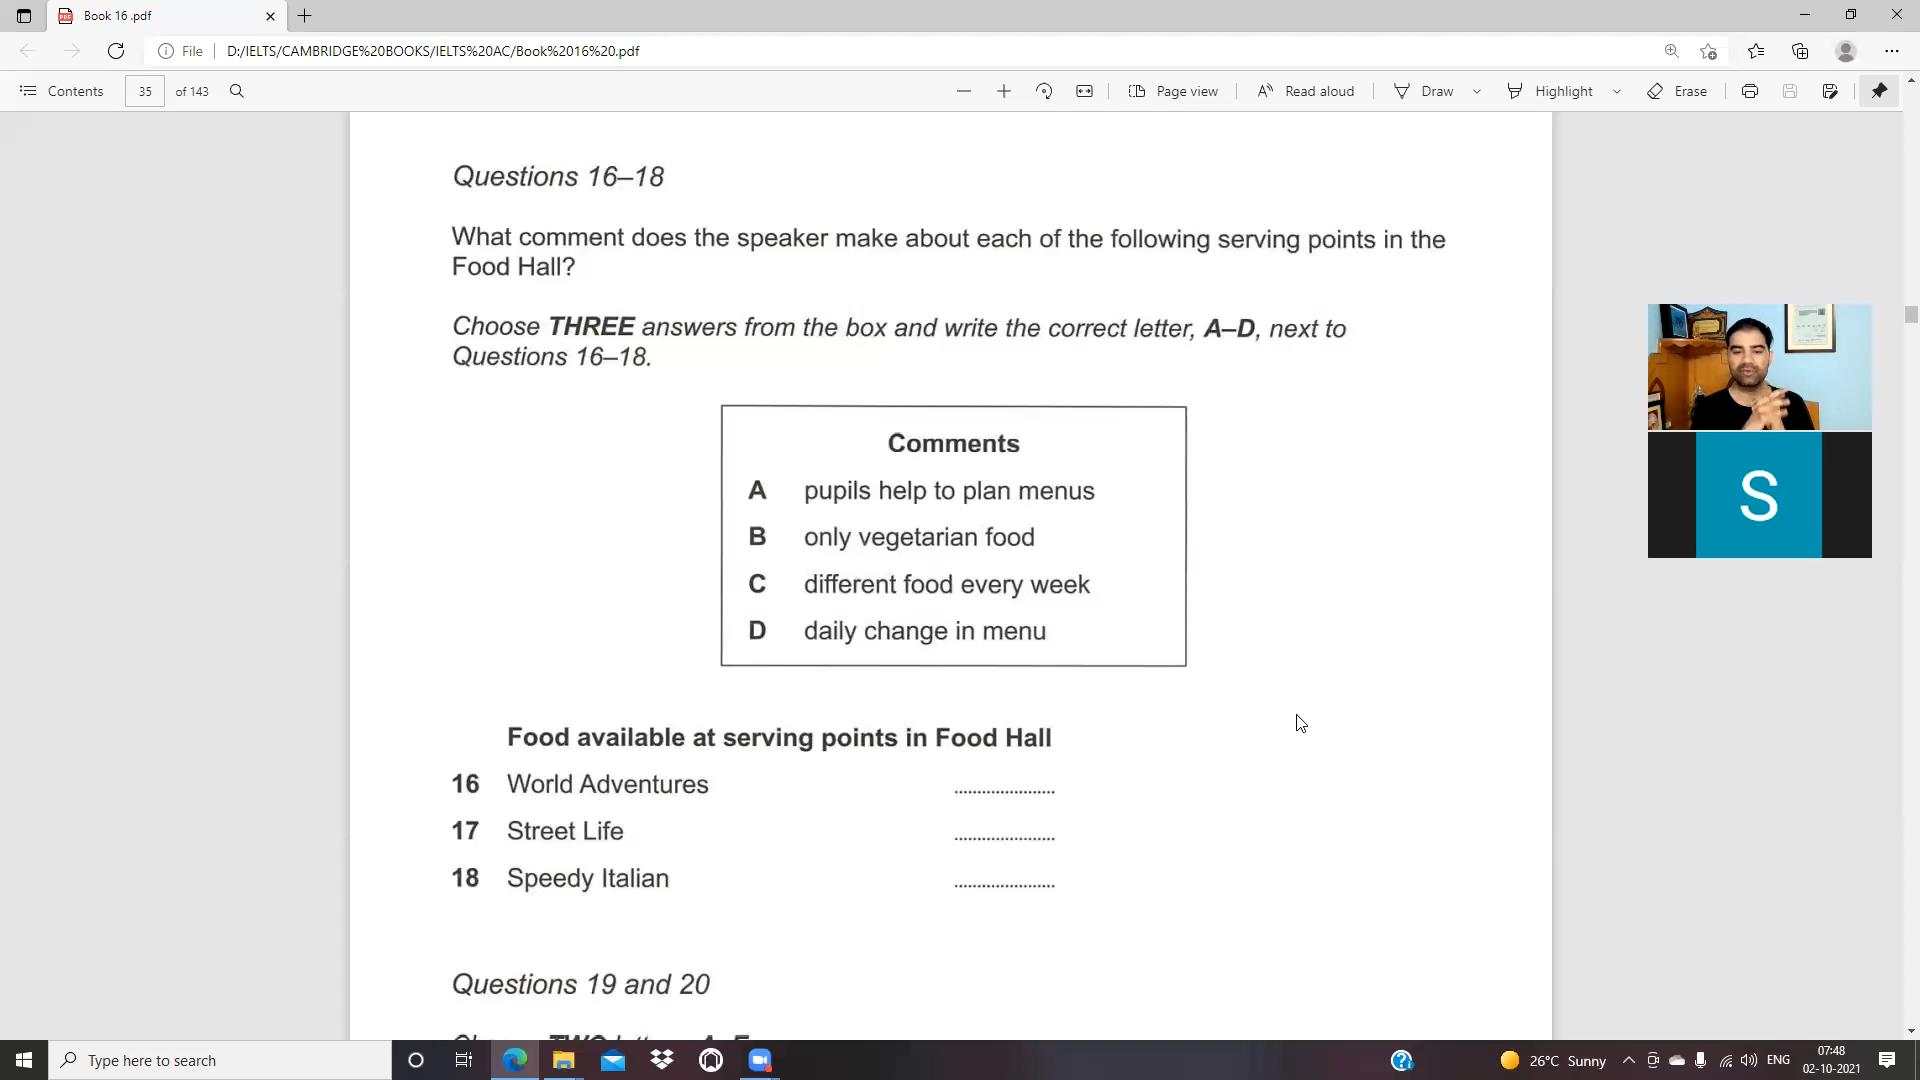 Book 16 .pdf
File
D:/IELTS/CAMBRIDGE%20BOOKS/IELTS%20AC/Book%2016%20.pdf
Contents
35
of 143
Page view
Read aloud
Draw
Highlight
Erase
Questions 16–18
What comment does the speaker make about each of the following serving points in the
Food Hall?
Choose THREE answers from the box and write the correct letter, A–D, next to
Questions 16–18.
Comments
A pupils help to plan menus
B only vegetarian food
C different food every week
D daily change in menu
Food available at serving points in Food Hall
16 World Adventures ......................
17 Street Life ......................
18 Speedy Italian ......................
Questions 19 and 20
S
Type here to search
26°C Sunny
ENG
07:48
02-10-2021